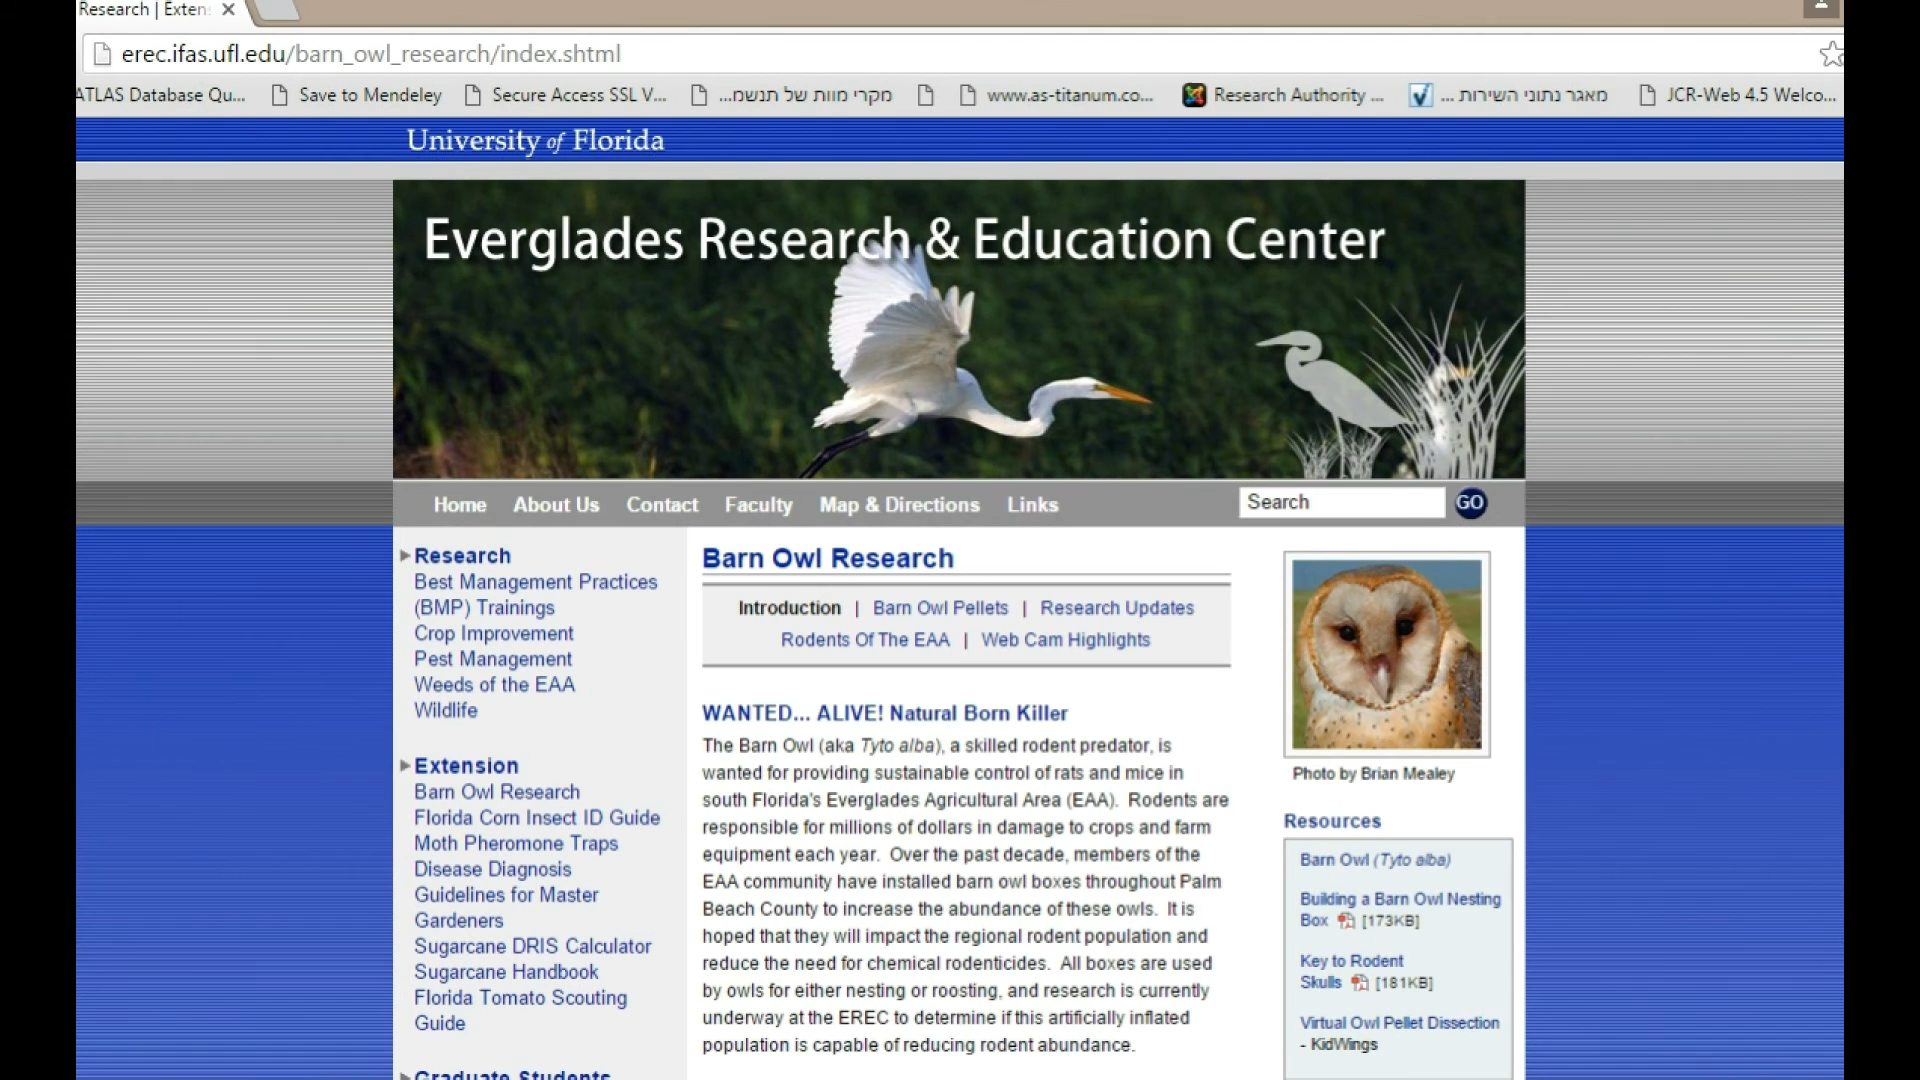 Research | Exten
erec.ifas.ufl.edu/barn_owl_research/index.shtml
ATLAS Database Qu...
Save to Mendeley
Secure Access SSL V...
מקרי מוות של תנשמ...
www.as-titanum.co...
Research Authority ...
מאגר נתוני השירות ...
JCR-Web 4.5 Welco...
University of Florida
Everglades Research & Education Center
Home
About Us
Contact
Faculty
Map & Directions
Links
Search
GO
Research
Best Management Practices
(BMP) Trainings
Crop Improvement
Pest Management
Weeds of the EAA
Wildlife
Extension
Barn Owl Research
Florida Corn Insect ID Guide
Moth Pheromone Traps
Disease Diagnosis
Guidelines for Master
Gardeners
Sugarcane DRIS Calculator
Sugarcane Handbook
Florida Tomato Scouting
Guide
Graduate Students
Barn Owl Research
Introduction | Barn Owl Pellets | Research Updates
Rodents Of The EAA | Web Cam Highlights
WANTED... ALIVE! Natural Born Killer
The Barn Owl (aka Tyto alba), a skilled rodent predator, is
wanted for providing sustainable control of rats and mice in
south Florida's Everglades Agricultural Area (EAA). Rodents are
responsible for millions of dollars in damage to crops and farm
equipment each year. Over the past decade, members of the
EAA community have installed barn owl boxes throughout Palm
Beach County to increase the abundance of these owls. It is
hoped that they will impact the regional rodent population and
reduce the need for chemical rodenticides. All boxes are used
by owls for either nesting or roosting, and research is currently
underway at the EREC to determine if this artificially inflated
population is capable of reducing rodent abundance.
Photo by Brian Mealey
Resources
Barn Owl (Tyto alba)
Building a Barn Owl Nesting
Box [173KB]
Key to Rodent
Skulls [181KB]
Virtual Owl Pellet Dissection
- KidWings